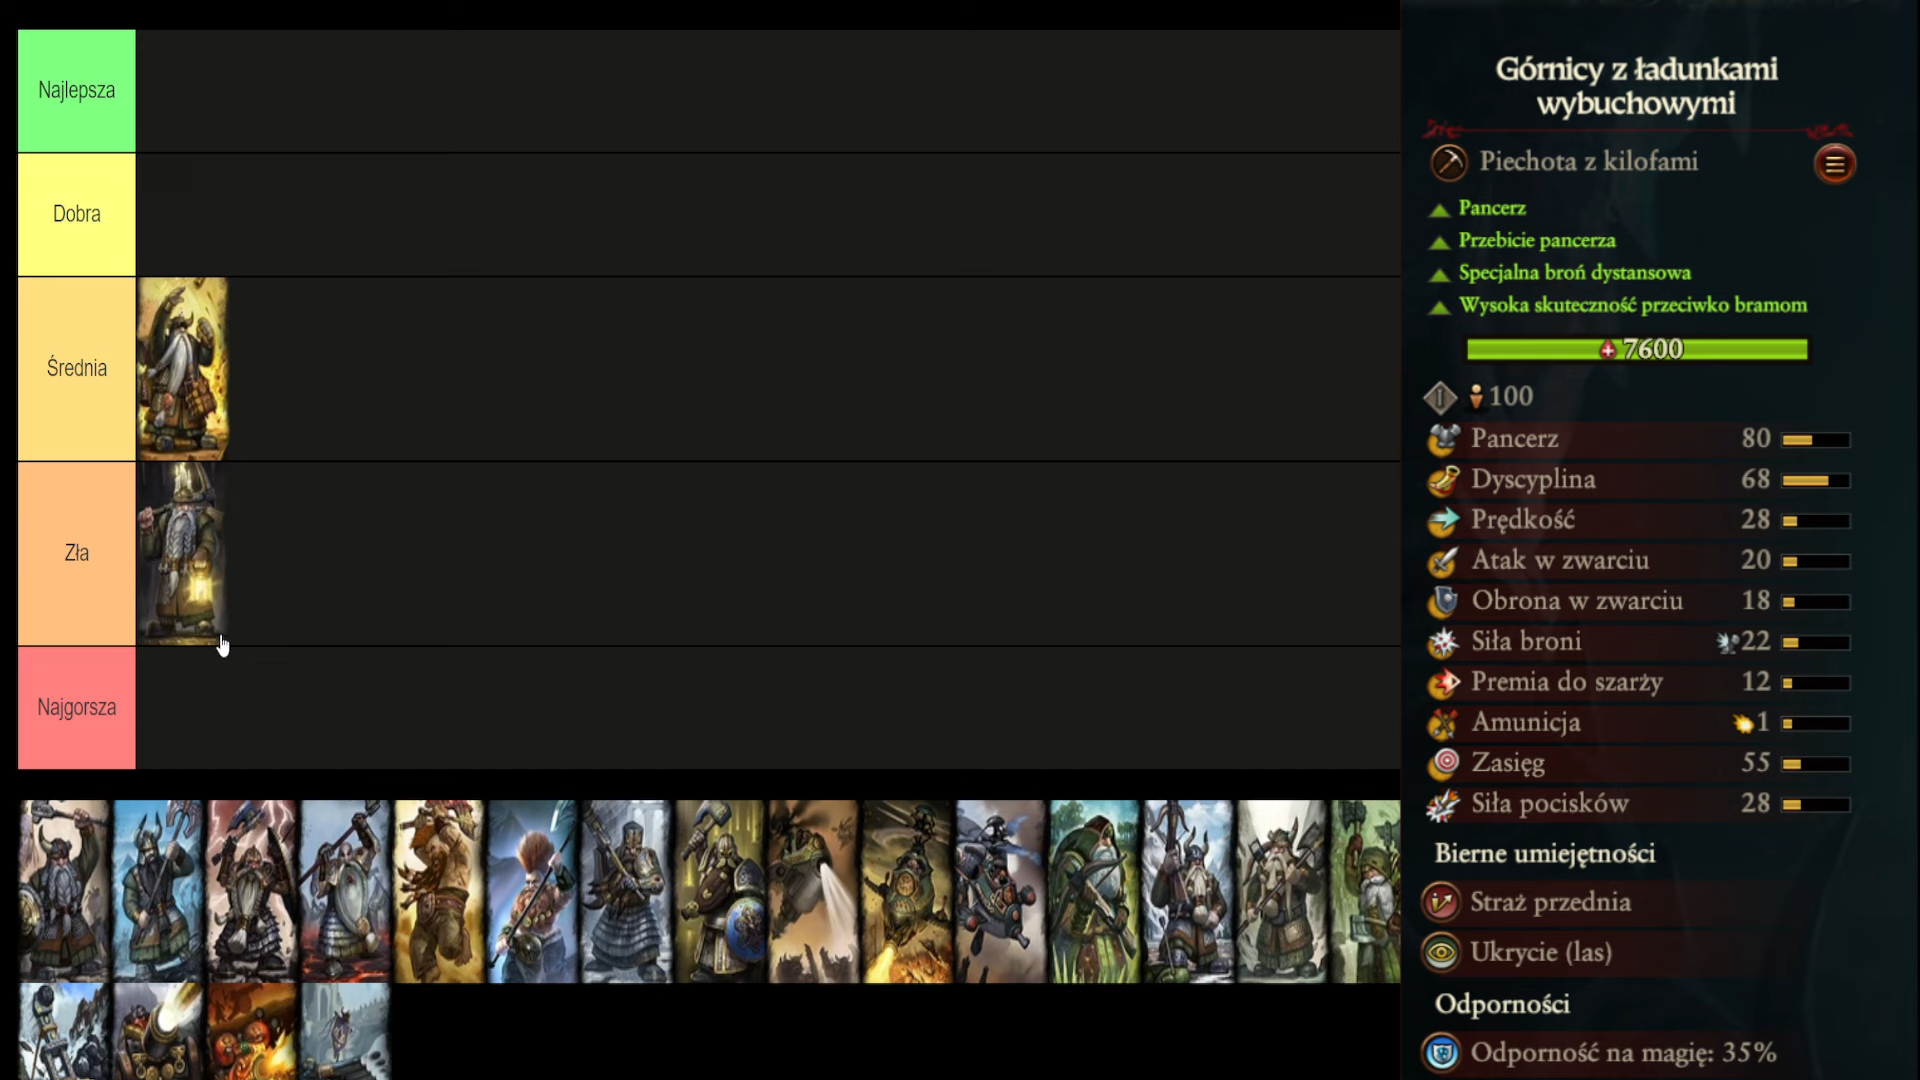 Najlepsza
Dobra
Średnia
Zła
Najgorsza
Górnicy z ładunkami
wybuchowymi
Piechota z kilofami
Pancerz
Przebicie pancerza
Specjalna broń dystansowa
Wysoka skuteczność przeciwko bramom
7600
100
Pancerz 80
Dyscyplina 68
Prędkość 28
Atak w zwarciu 20
Obrona w zwarciu 18
Siła broni 22
Premia do szarży 12
Amunicja 1
Zasięg 55
Siła pocisków 28
Bierne umiejętności
Straż przednia
Ukrycie (las)
Odporności
Odporność na magię: 35%